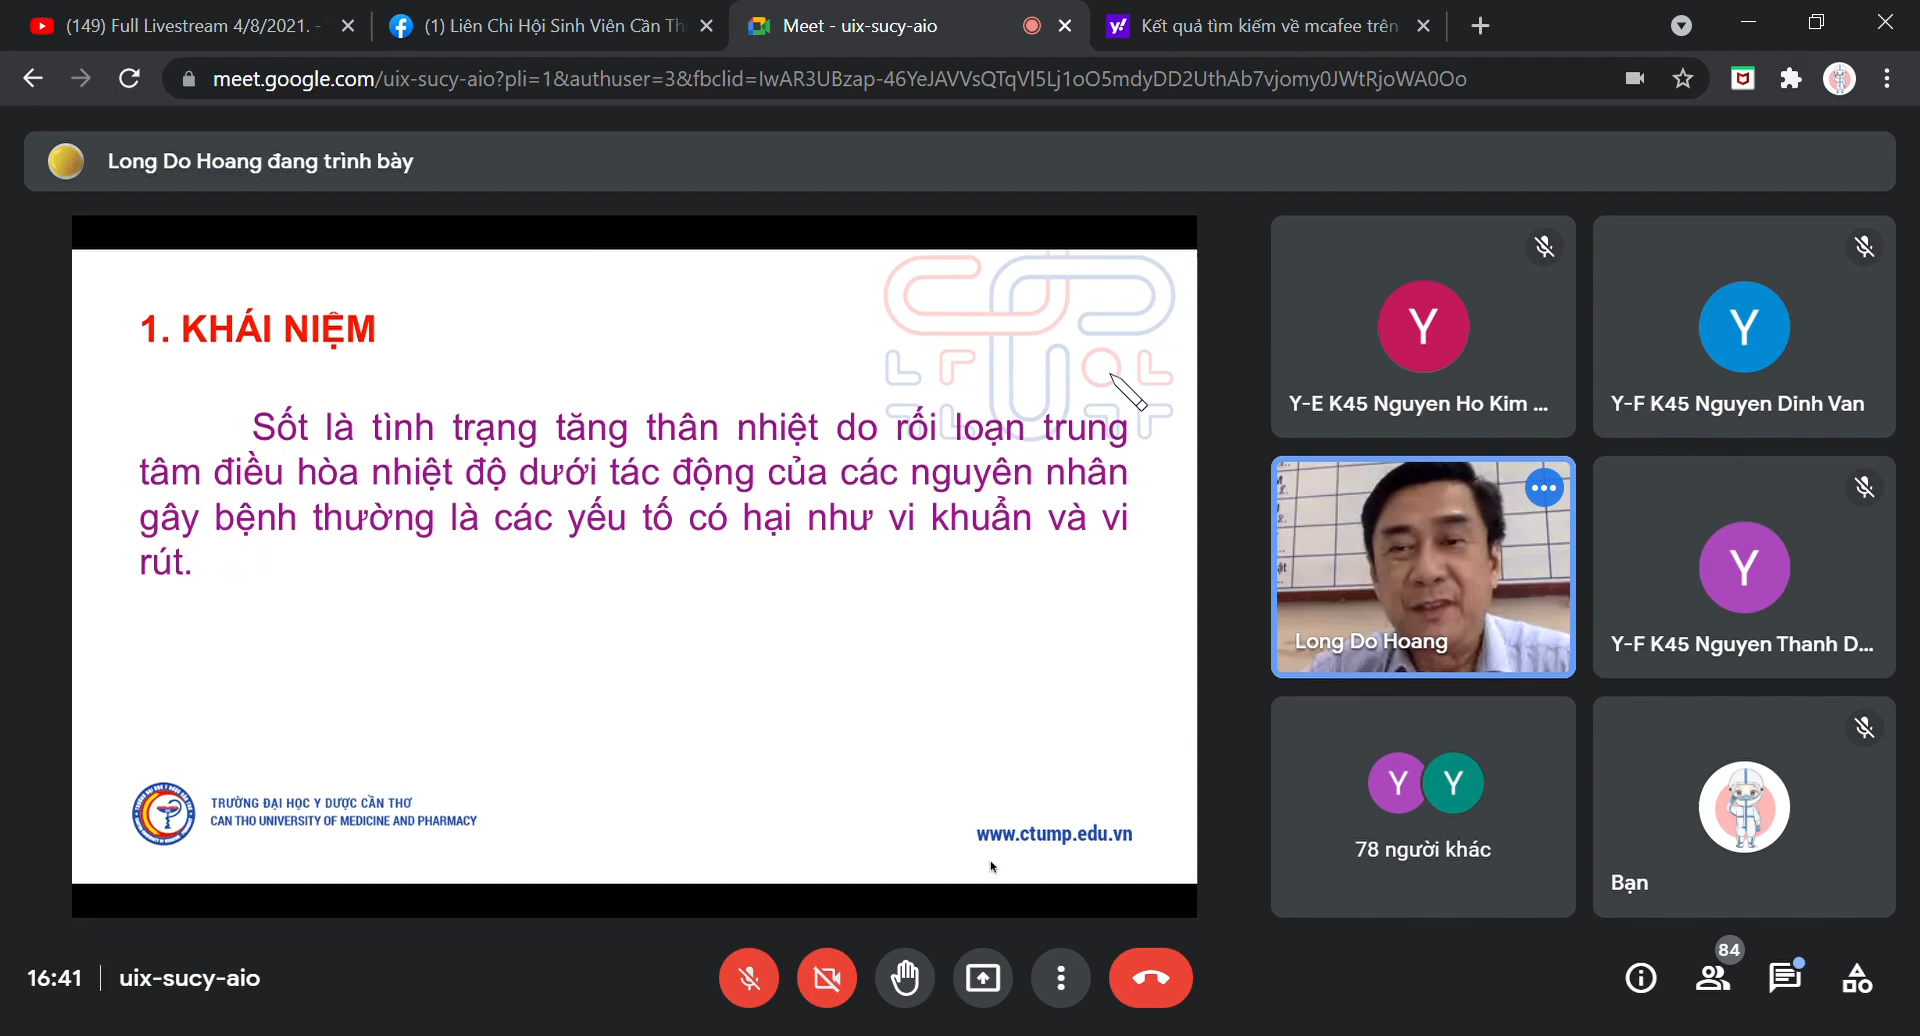 (149) Full Livestream 4/8/2021. -
(1) Liên Chi Hội Sinh Viên Cần Th
Meet - uix-sucy-aio
Kết quả tìm kiếm về mcafee trên
meet.google.com/uix-sucy-aio?pli=1&authuser=3&fbclid=IwAR3UBzap-46YeJAVVsQTqVl5Lj1oO5mdyDD2UthAb7vjomy0JWtRjoWA0Oo
Long Do Hoang đang trình bày
1. KHÁI NIỆM
Sốt là tình trạng tăng thân nhiệt do rối loạn trung
tâm điều hòa nhiệt độ dưới tác động của các nguyên nhân
gây bệnh thường là các yếu tố có hại như vi khuẩn và vi
rút.
TRƯỜNG ĐẠI HỌC Y DƯỢC CẦN THƠ
CAN THO UNIVERSITY OF MEDICINE AND PHARMACY
www.ctump.edu.vn
Y
Y-E K45 Nguyen Ho Kim ...
Y
Y-F K45 Nguyen Dinh Van
Long Do Hoang
Y
Y-F K45 Nguyen Thanh D...
Y Y
78 người khác
Bạn
16:41
uix-sucy-aio
84